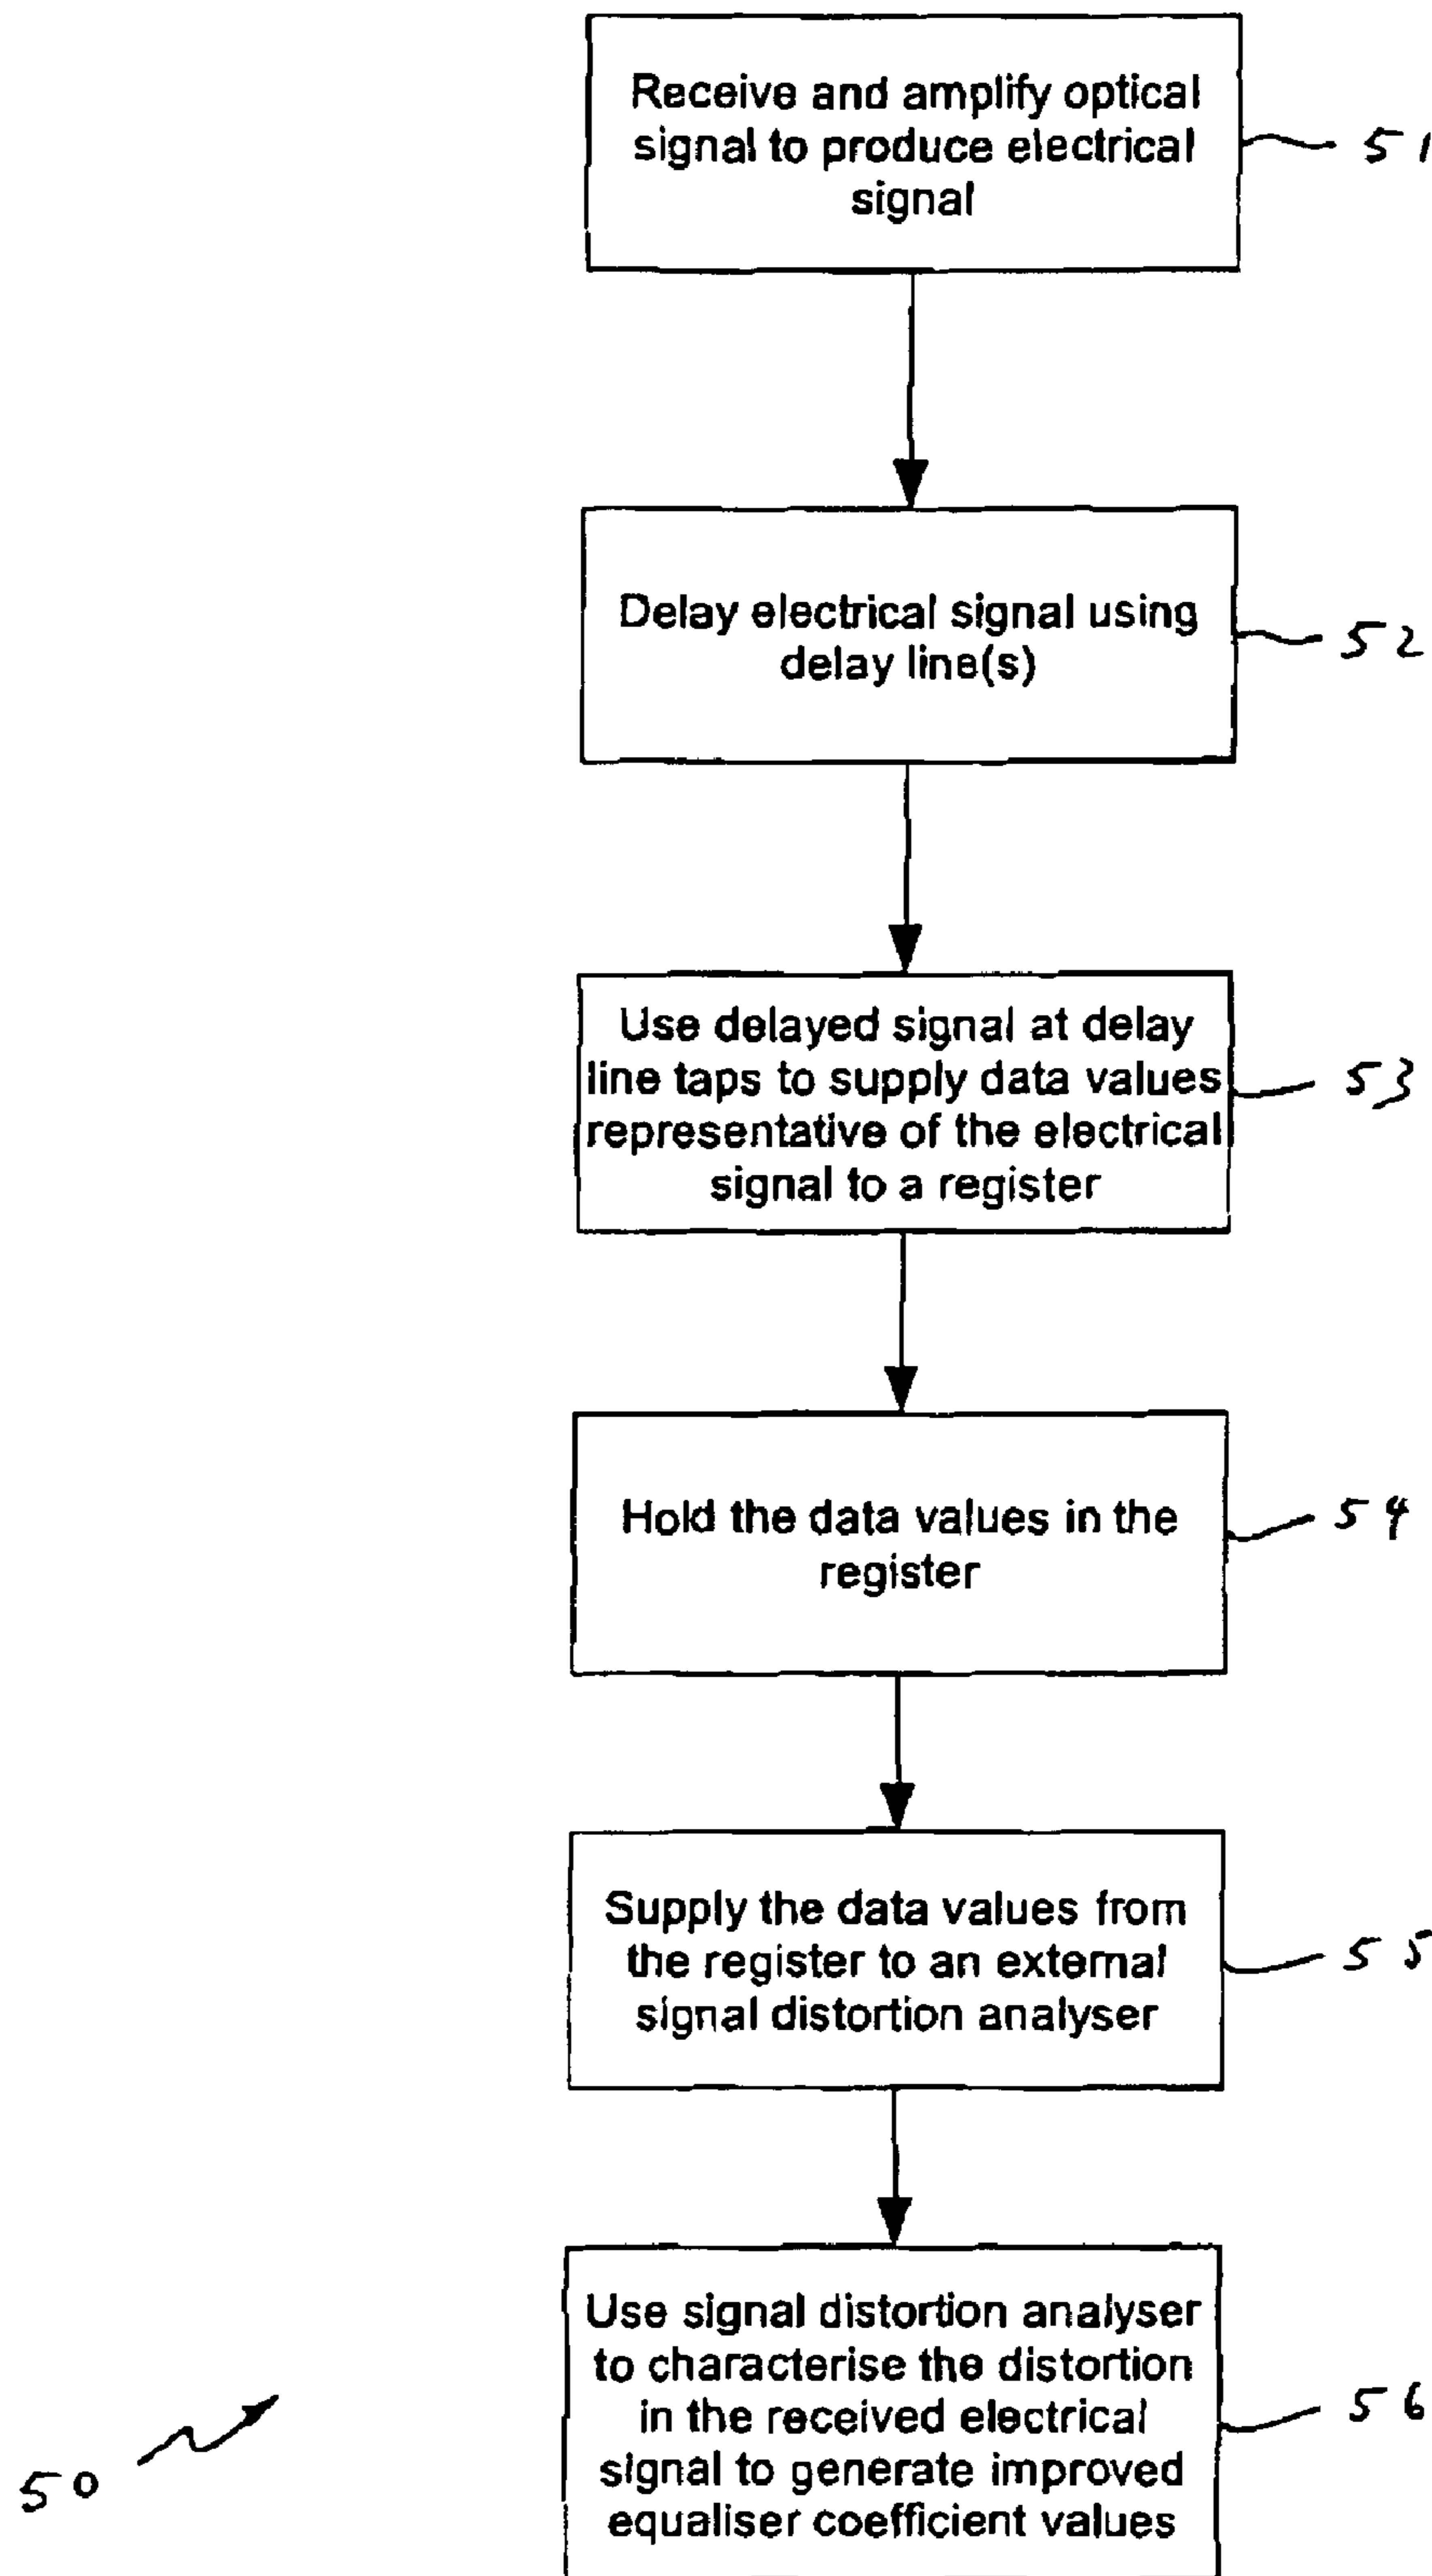 Receive and amplify optical
signal to produce electrical
signal
51
Delay electrical signal using
delay line(s)
52
Use delayed signal at delay
line taps to supply data values
representative of the electrical
signal to a register
53
Hold the data values in the
register
54
Supply the data values from
the register to an external
signal distortion analyser
55
Use signal distortion analyser
to characterise the distortion
in the received electrical
signal to generate improved
equaliser coefficient values
56
50